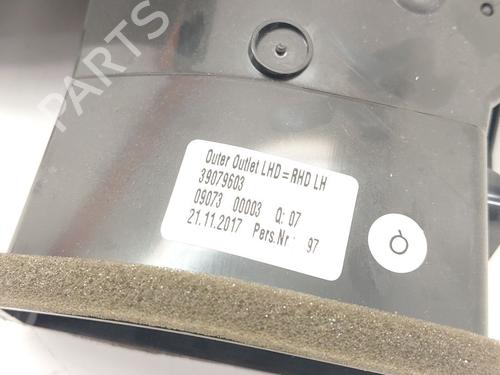 B PARTS
Outer Outlet LHD=RHD LH
39079603
09073 00003 Q: 07
21.11.2017 Pers.Nr: 97